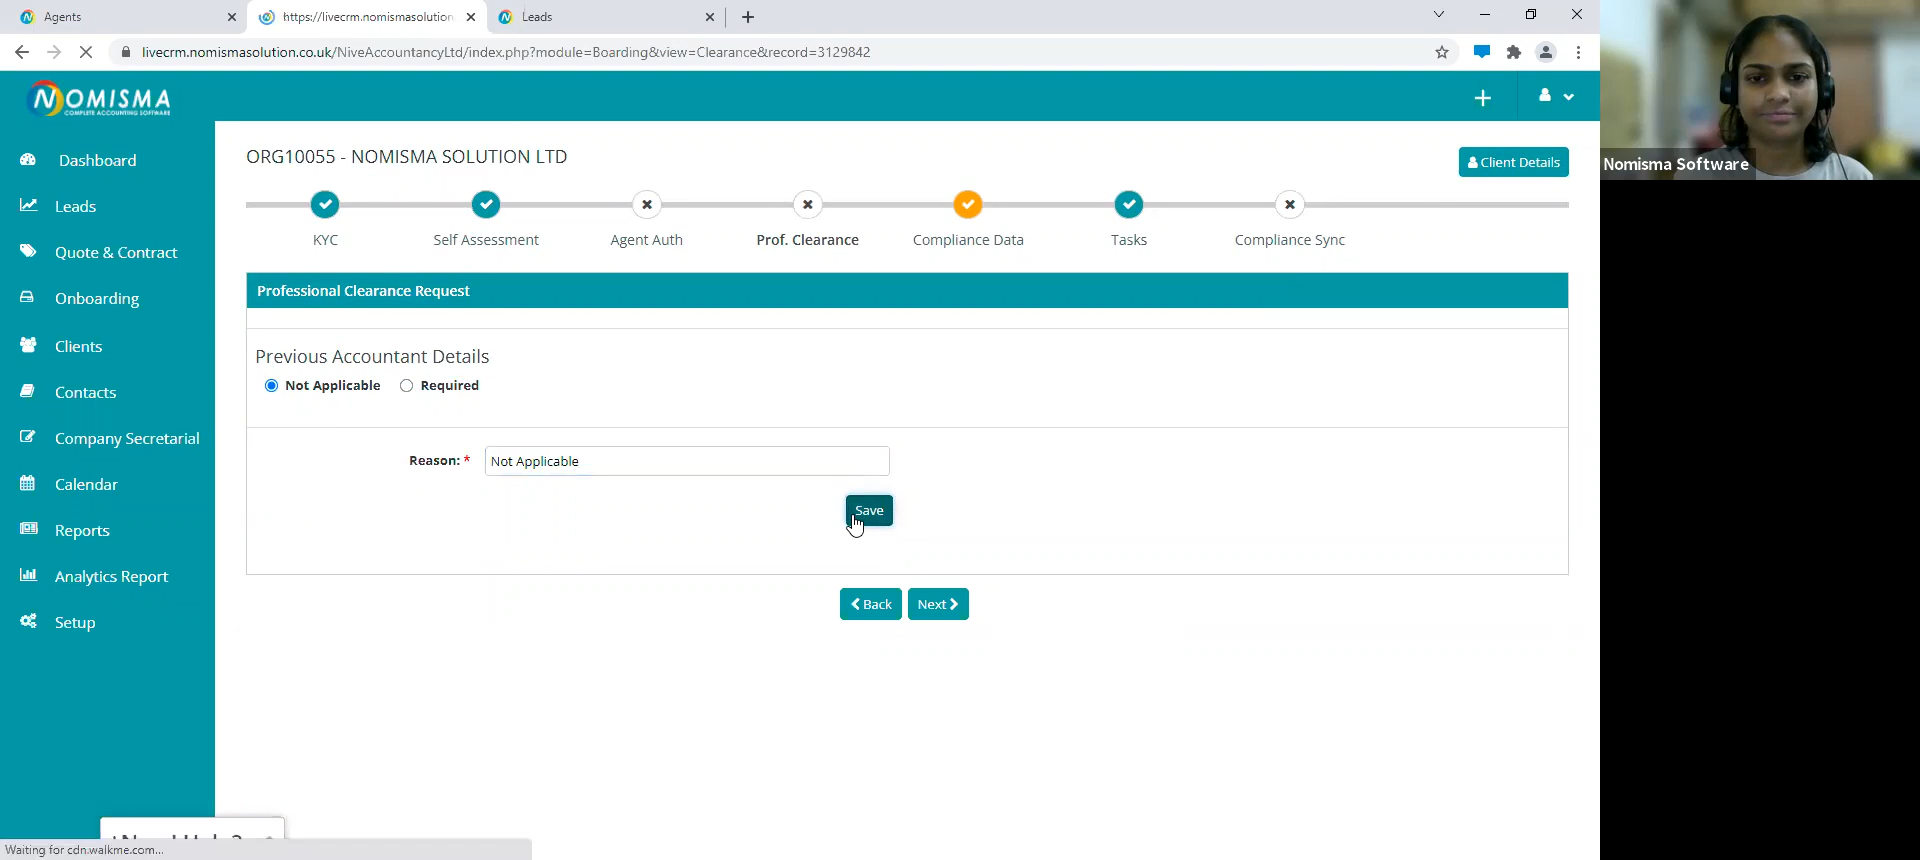 Agents
https://livecrm.nomismasolution
Leads
livecrm.nomismasolution.co.uk/NiveAccountancyLtd/index.php?module=Boarding&view=Clearance&record=3129842
NOMISMA
COMPLETE ACCOUNTING SOFTWARE
Dashboard
Leads
Quote & Contract
Onboarding
Clients
Contacts
Company Secretarial
Calendar
Reports
Analytics Report
Setup
ORG10055 - NOMISMA SOLUTION LTD
Client Details
KYC
Self Assessment
Agent Auth
Prof. Clearance
Compliance Data
Tasks
Compliance Sync
Professional Clearance Request
Previous Accountant Details
Not Applicable Required
Reason: * Not Applicable
Save
Back Next
Waiting for cdn.walkme.com...
Nomisma Software